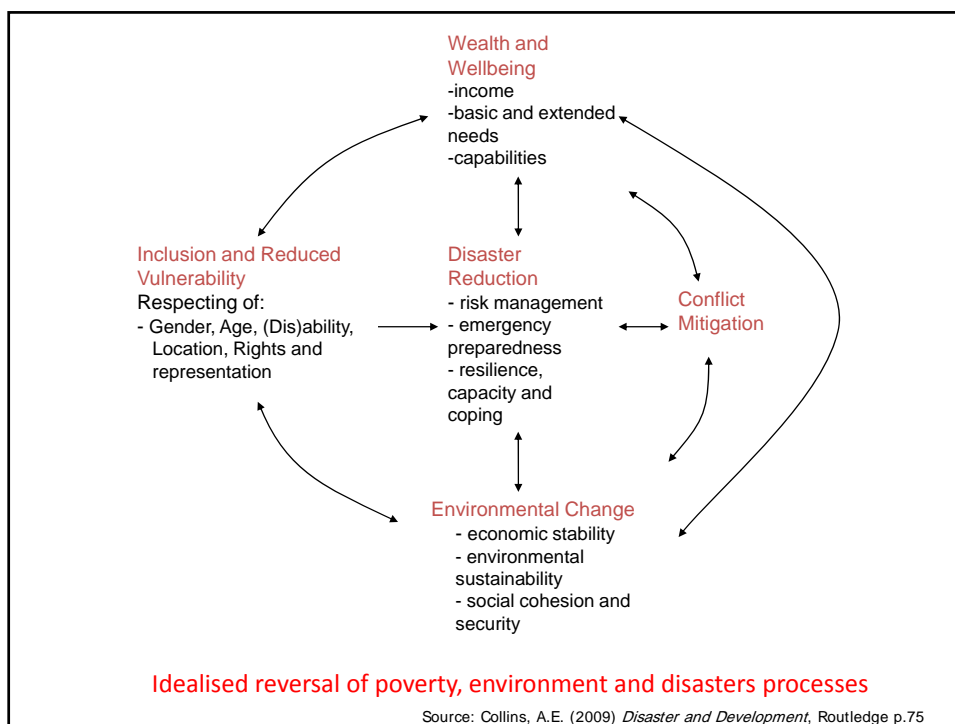 Wealth and
Wellbeing
-income
-basic and extended
needs
-capabilities
Inclusion and Reduced
Vulnerability
Respecting of:
- Gender, Age, (Dis)ability,
Location, Rights and
representation
Disaster
Reduction
- risk management
- emergency
preparedness
- resilience,
capacity and
coping
Conflict
Mitigation
Environmental Change
- economic stability
- environmental
sustainability
- social cohesion and
security
Idealised reversal of poverty, environment and disasters processes
Source: Collins, A.E. (2009) Disaster and Development, Routledge p.75